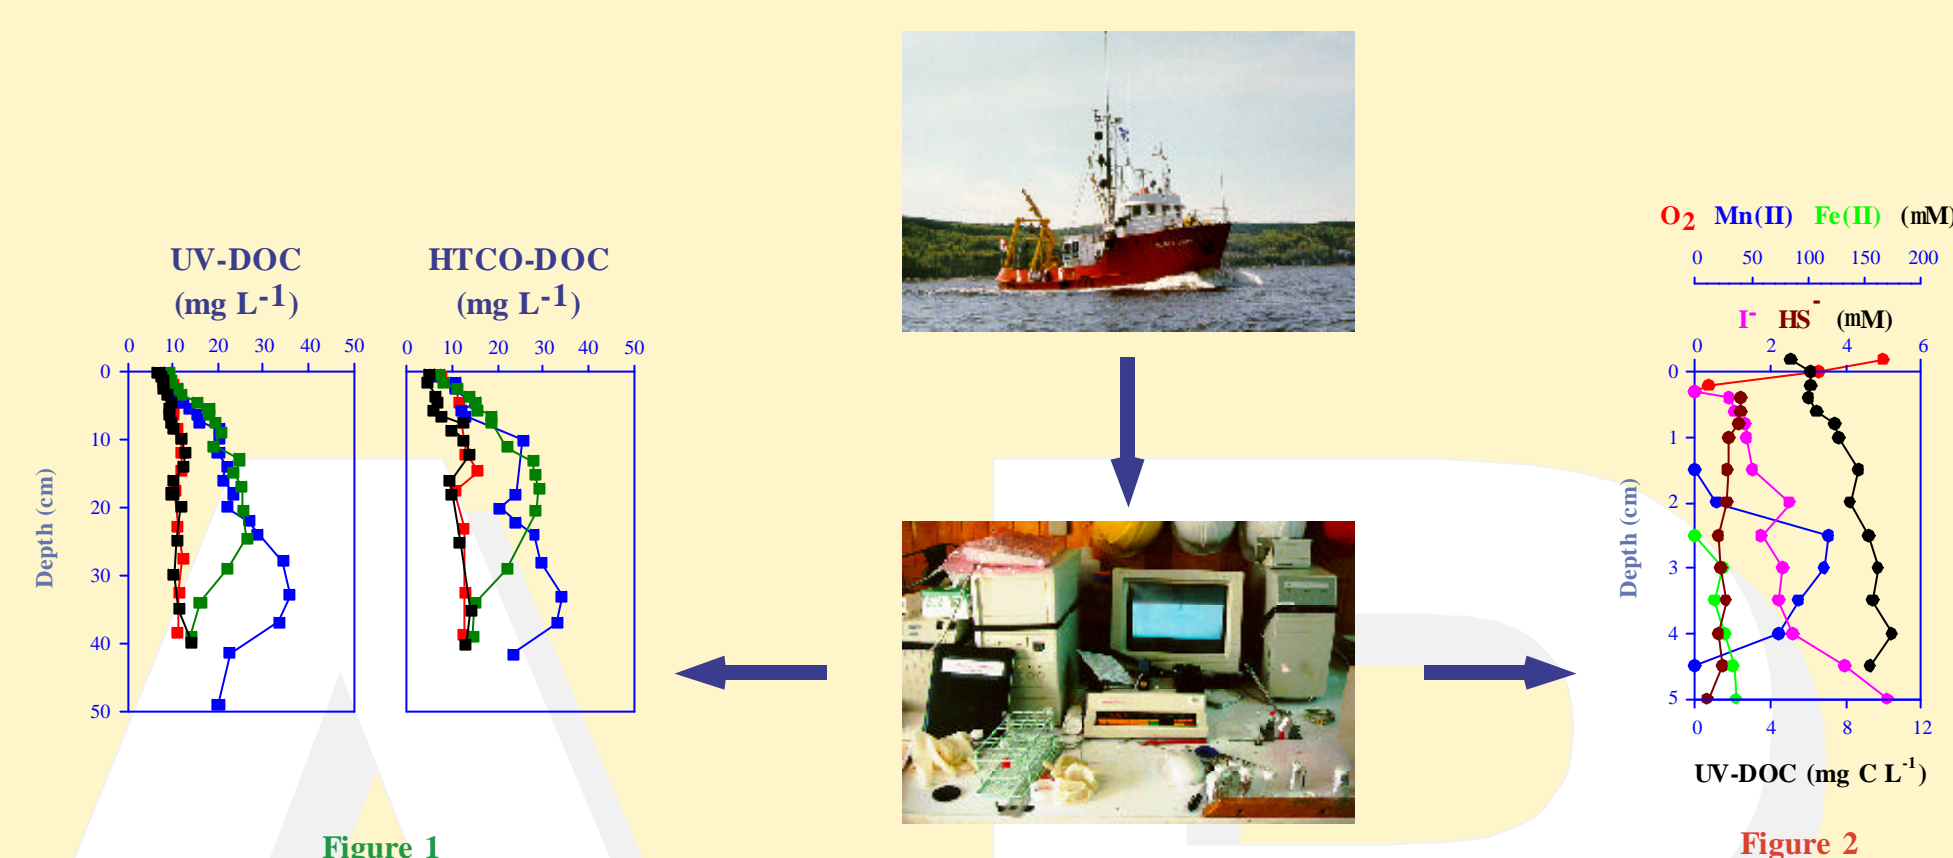 UV-DOC
(mg L-1)
HTCO-DOC
(mg L-1)
0 10 20 30 40 50
0 10 20 30 40 50
0
10
20
30
40
50
Depth (cm)
Figure 1
O2 Mn(II) Fe(II) (mM)
0 50 100 150 200
I- HS- (mM)
0 2 4 6
0
1
2
3
4
5
Depth (cm)
0 4 8 12
UV-DOC (mg C L-1)
Figure 2